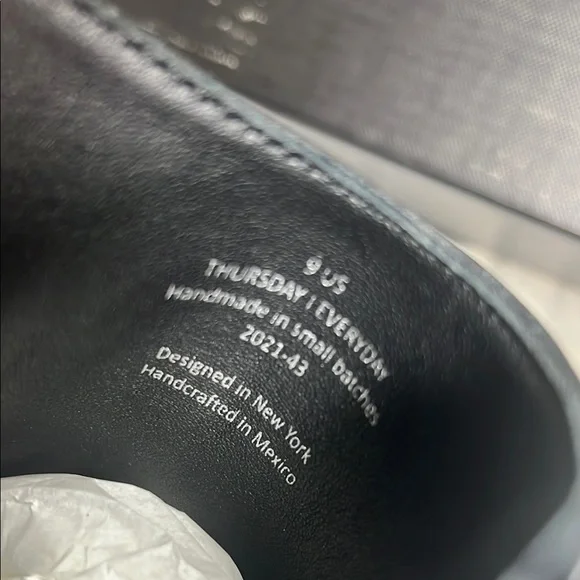 9 US
THURSDAY | EVERYDAY
Handmade in small batches
2021-43
Designed in New York
Handcrafted in Mexico